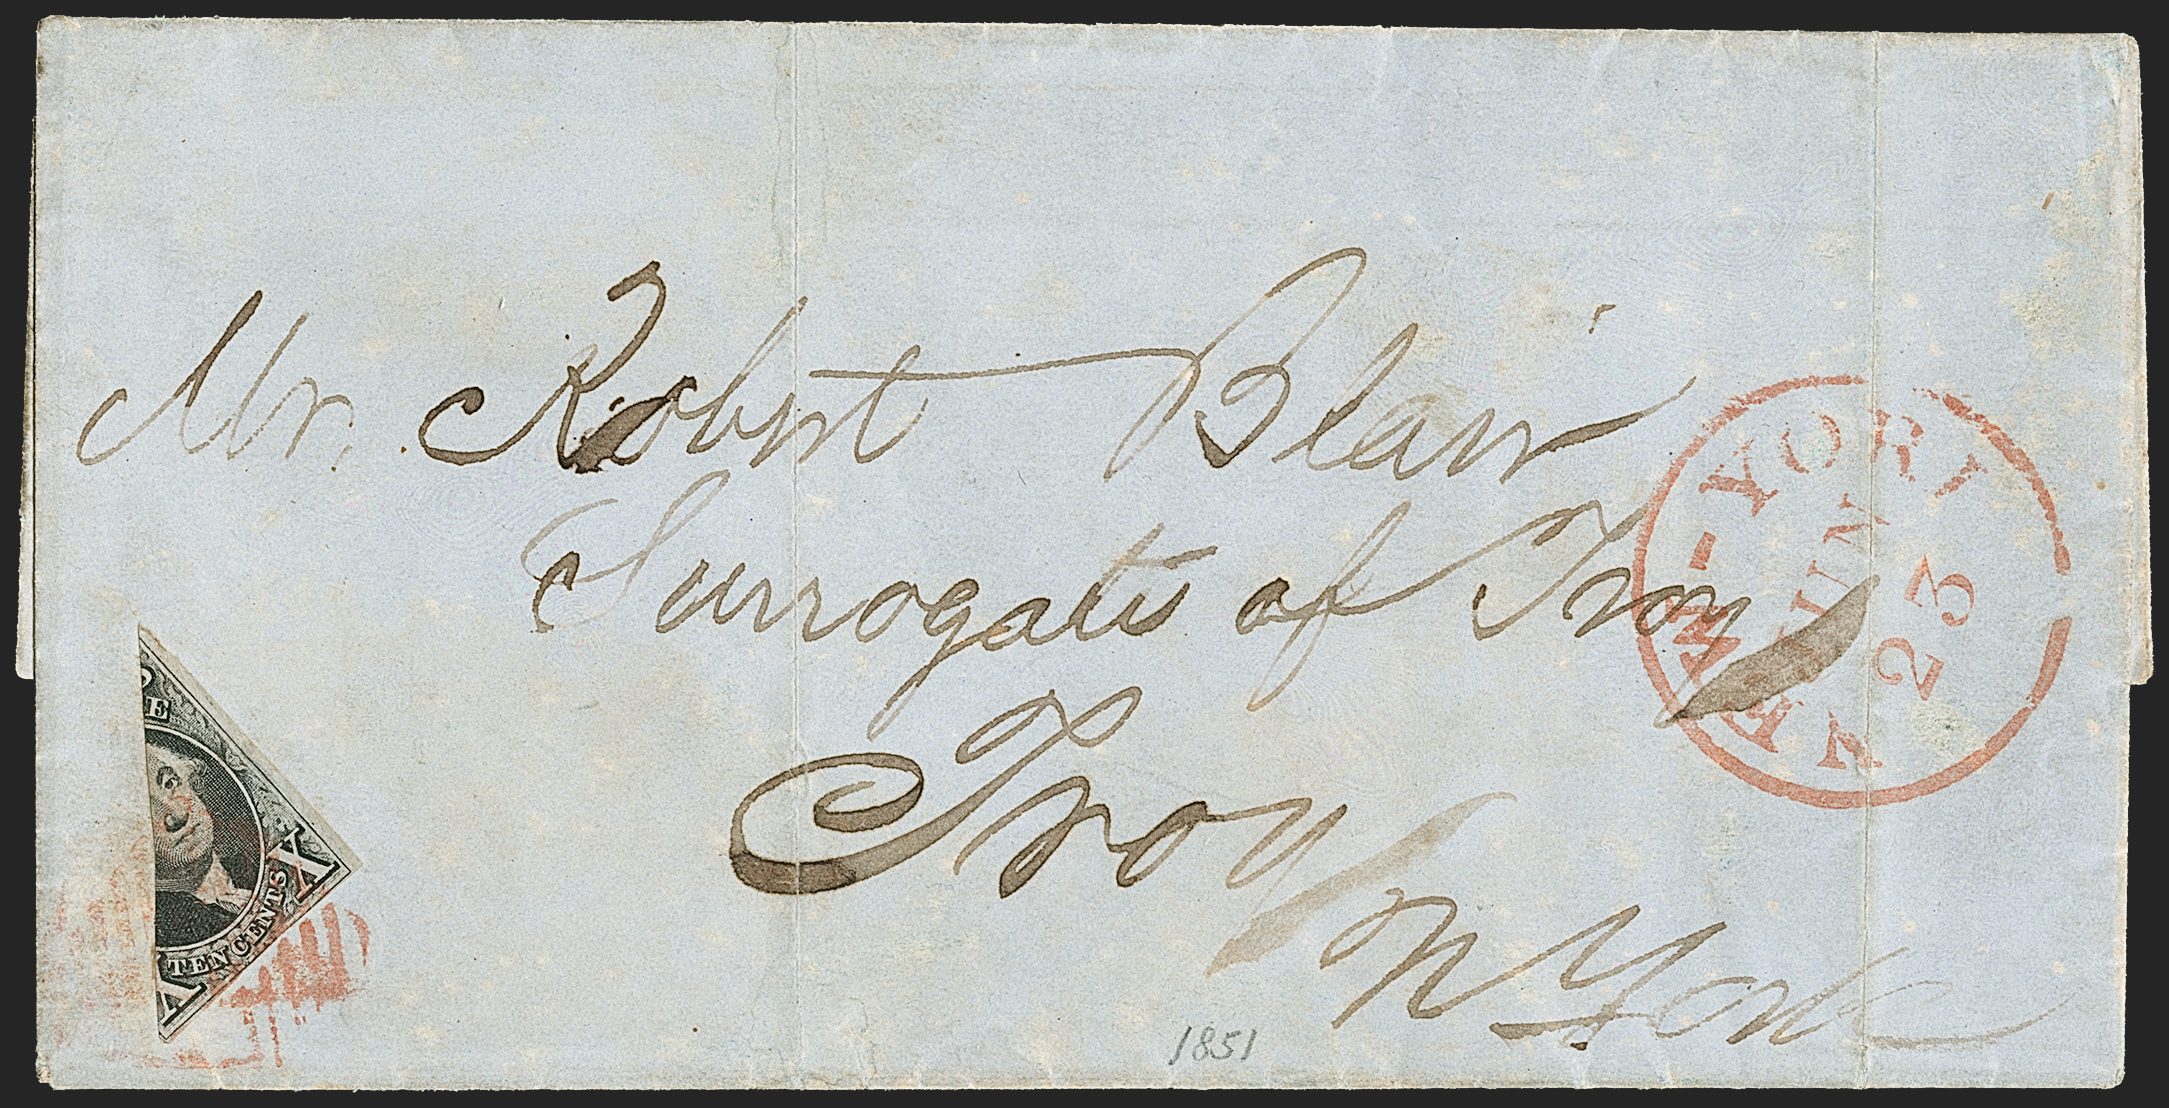 Mr. Robert Blair
Surrogate of Troy
Troy
N York
1851
NEW-YORK
JUN
23
E
X TEN CENTS X